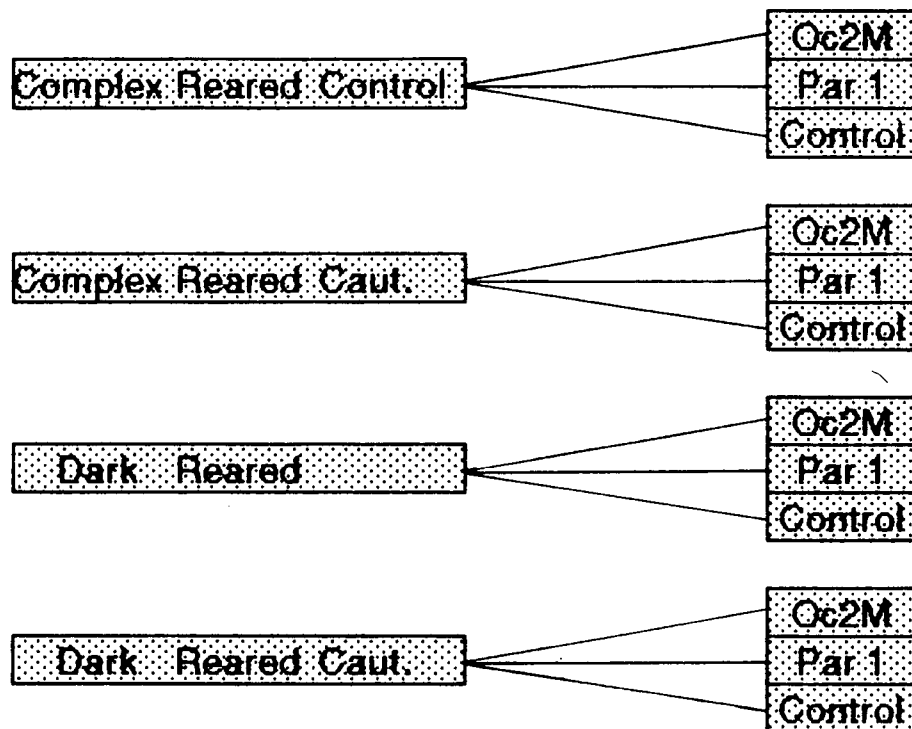 Oc2M
Complex Reared Control
Par 1
Control
Oc2M
Complex Reared Caut.
Par 1
Control
Oc2M
Dark Reared
Par 1
Control
Oc2M
Dark Reared Caut.
Par 1
Control